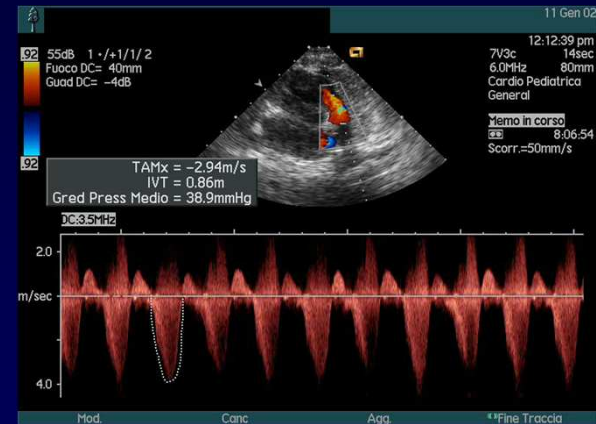 11 Gen 02
12:12:39 pm
.92
55dB 1 •/+1/1/ 2
Fuoco DC= 40mm
Guad DC= -4dB
.92
7V3c 14sec
6.0MHz 80mm
Cardio Pediatrica
General
Memo in corso
8:06:54
Scorr.=50mm/s
TAMx = -2.94m/s
IVT = 0.86m
Gred Press Medio = 38.9mmHg
DC:3.5MHz
2.0
m/sec
4.0
Mod. Canc Agg. Fine Traccia